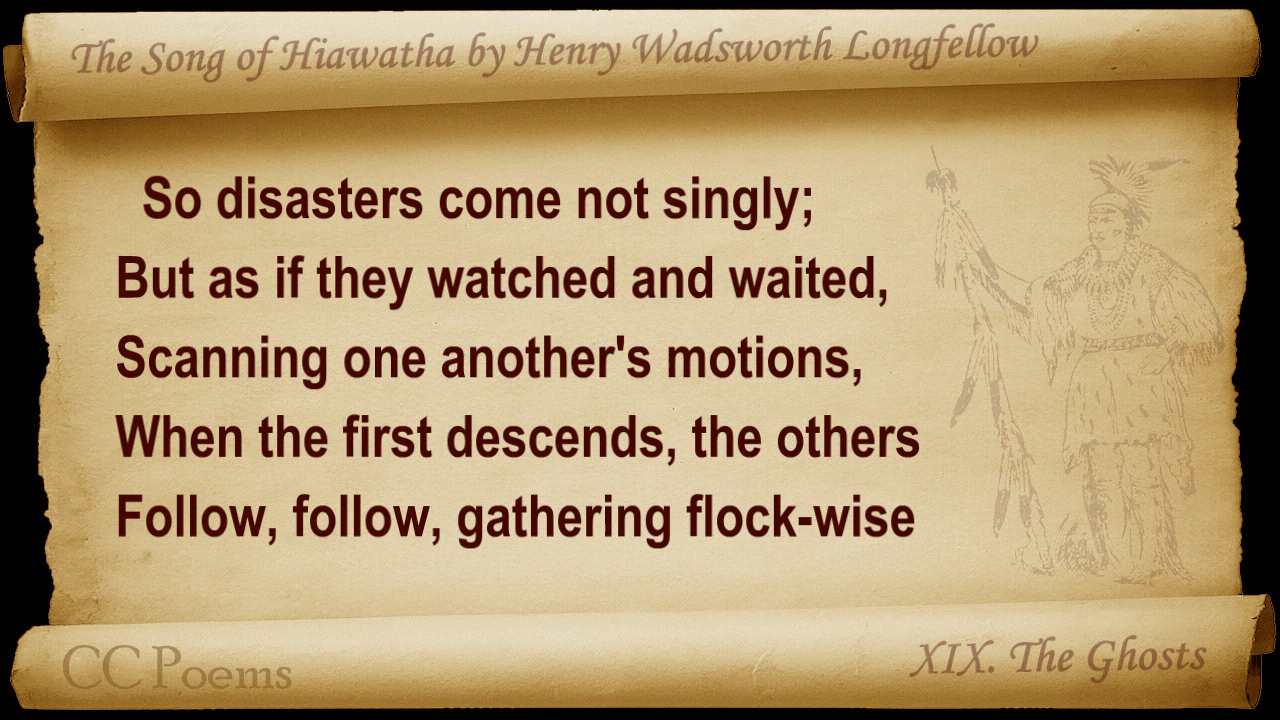 The Song of Hiawatha by Henry Wadsworth Longfellow
So disasters come not singly;
But as if they watched and waited,
Scanning one another's motions,
When the first descends, the others
Follow, follow, gathering flock-wise
CC Poems
XIX. The Ghosts